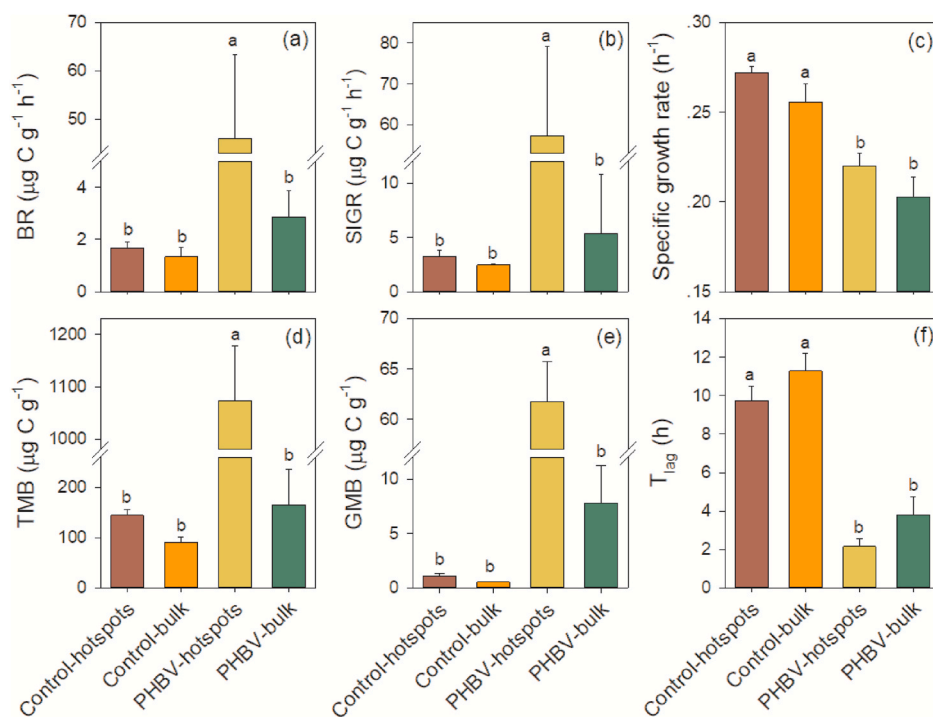 (a)
BR (μg C g⁻¹ h⁻¹)
70
60
50
4
2
0
b
b
a
b
(b)
SIGR (μg C g⁻¹ h⁻¹)
80
70
60
10
5
0
b
b
a
b
(c)
Specific growth rate (h⁻¹)
.30
.25
.20
.15
a
a
b
b
(d)
TMB (μg C g⁻¹)
1200
1100
1000
200
100
0
b
b
a
b
Control-hotspots
Control-bulk
PHBV-hotspots
PHBV-bulk
(e)
GMB (μg C g⁻¹)
70
65
60
10
5
0
b
b
a
b
Control-hotspots
Control-bulk
PHBV-hotspots
PHBV-bulk
(f)
T_lag (h)
14
12
10
8
6
4
2
0
a
a
b
b
Control-hotspots
Control-bulk
PHBV-hotspots
PHBV-bulk